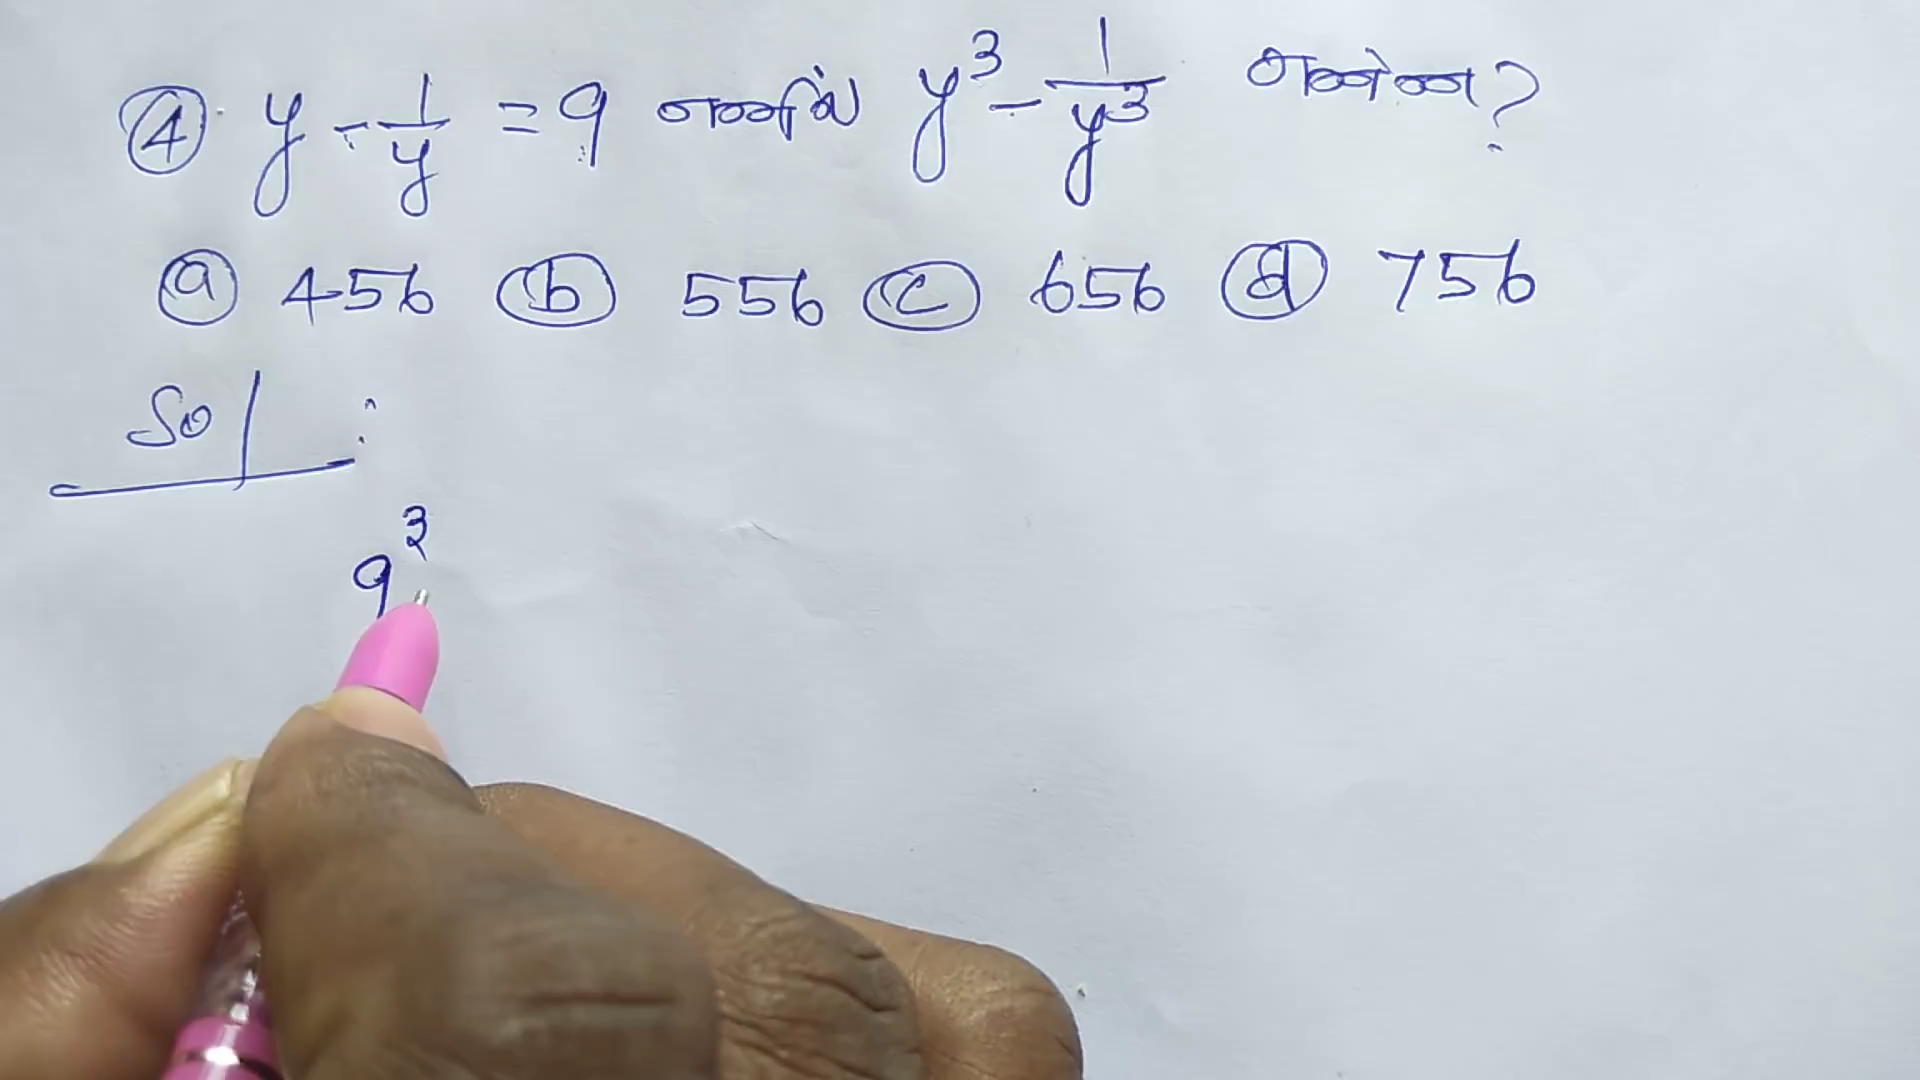 ④ y - 1/y = 9 எனில் y³ - 1/y³ என்ன?
ⓐ 456 ⓑ 556 ⓒ 656 ⓓ 756
Sol :
9³